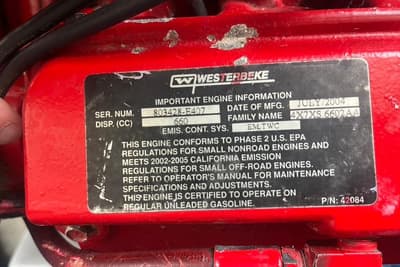 WESTERBEKE
IMPORTANT ENGINE INFORMATION
SER. NUM. DATE OF MFG. JULY/2004
DISP. (CC) 660 FAMILY NAME
EMIS. CONT. SYS.
THIS ENGINE CONFORMS TO PHASE 2 U.S. EPA
REGULATIONS FOR SMALL NONROAD ENGINES AND
MEETS 2002-2005 CALIFORNIA EMISSION
REGULATIONS FOR SMALL OFF-ROAD ENGINES.
REFER TO OPERATOR'S MANUAL FOR MAINTENANCE
SPECIFICATIONS AND ADJUSTMENTS.
THIS ENGINE IS CERTIFIED TO OPERATE ON
REGULAR UNLEADED GASOLINE.
P/N: 42084